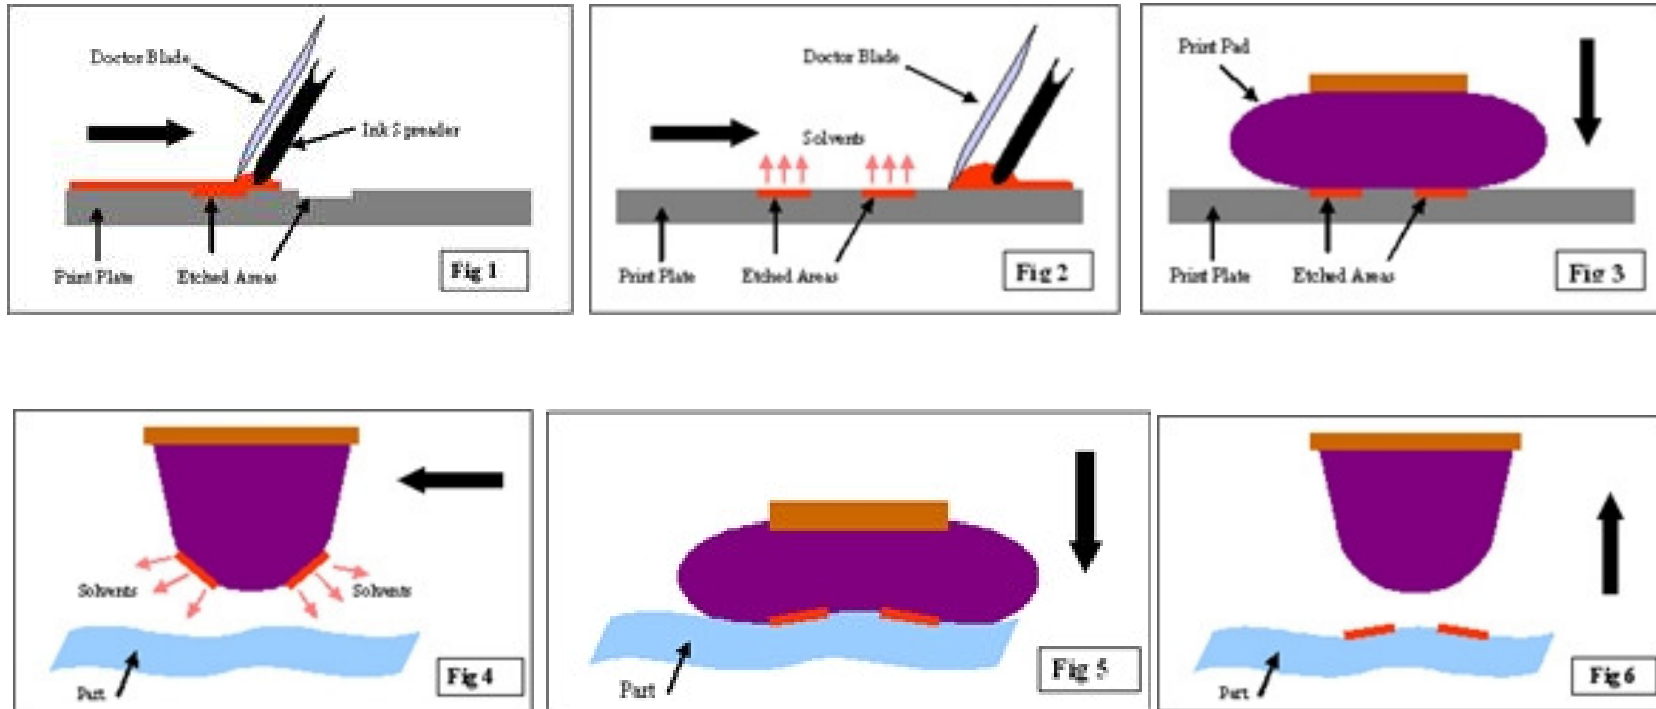 Doctor Blade
Ink Spreader
Print Plate
Etched Areas
Fig 1
Doctor Blade
Solvents
Print Plate
Etched Areas
Fig 2
Print Pad
Print Plate
Etched Areas
Fig 3
Solvents
Solvents
Part
Fig 4
Part
Fig 5
Part
Fig 6